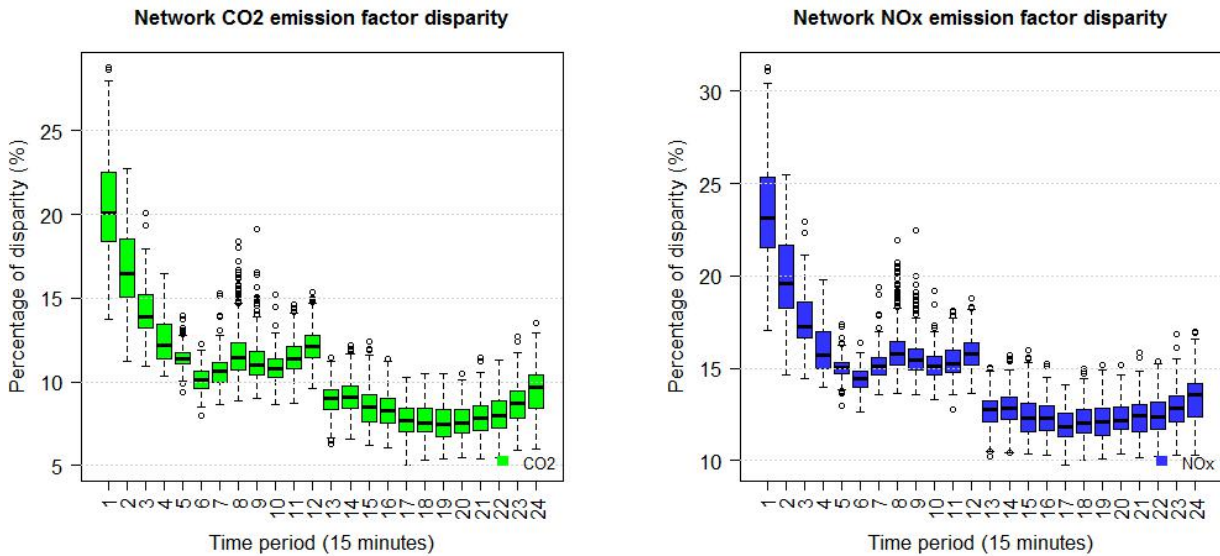 Network CO2 emission factor disparity
Percentage of disparity (%)
25
20
15
10
5
CO2
1 2 3 4 5 6 7 8 9 10 11 12 13 14 15 16 17 18 19 20 21 22 23 24
Time period (15 minutes)
Network NOx emission factor disparity
Percentage of disparity (%)
30
25
20
15
10
NOx
1 2 3 4 5 6 7 8 9 10 11 12 13 14 15 16 17 18 19 20 21 22 23 24
Time period (15 minutes)